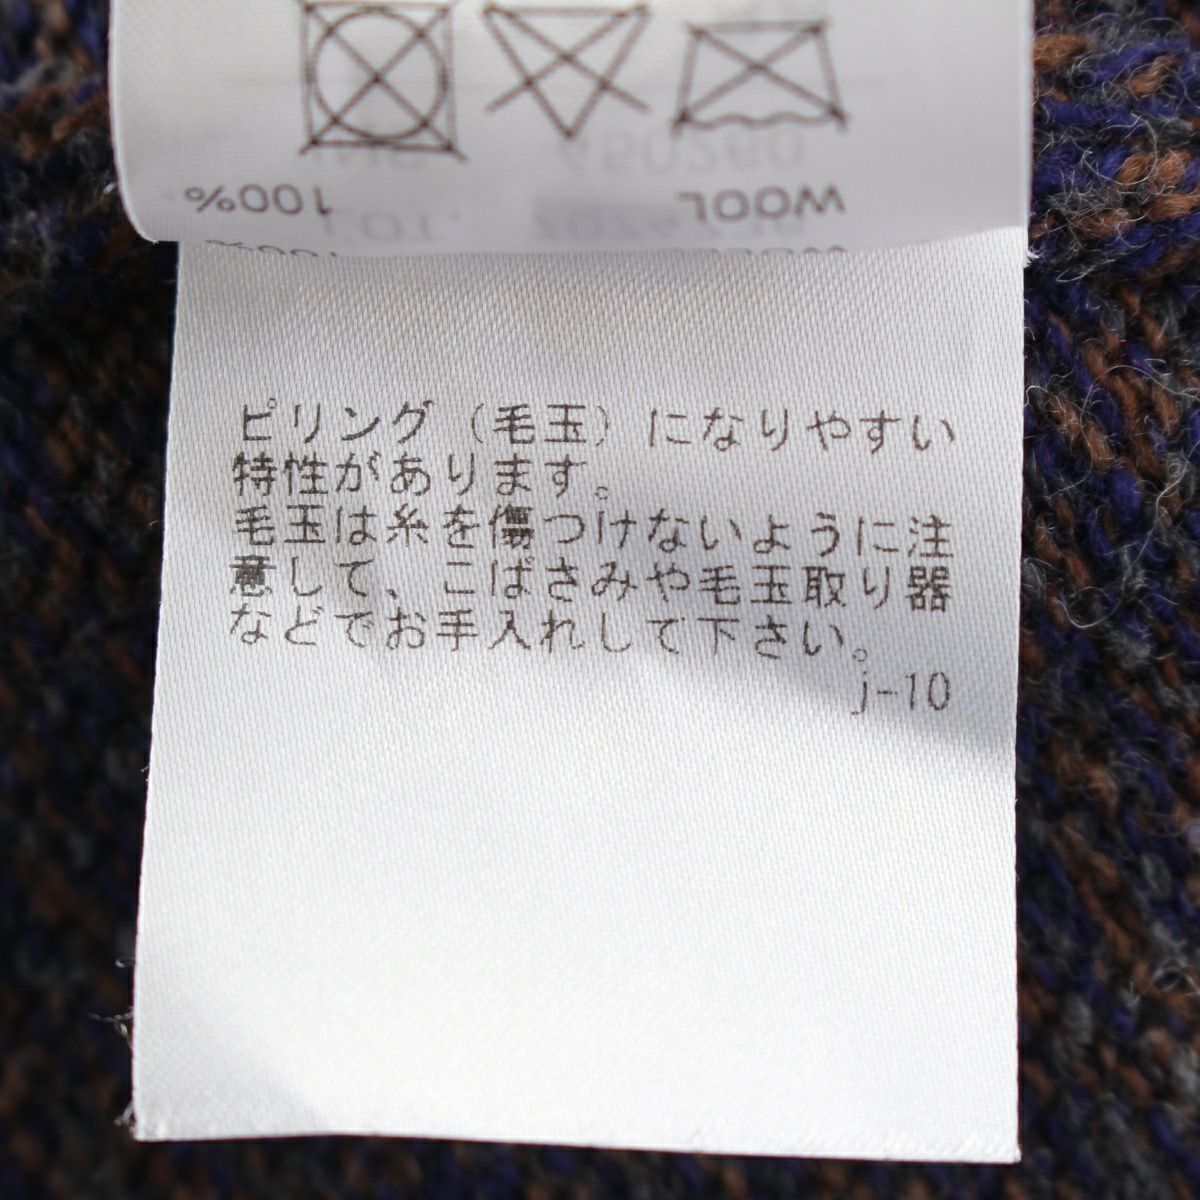 WOOL 100%
ピリング（毛玉）になりやすい
特性があります。
毛玉は糸を傷つけないように注
意して、こばさみや毛玉取り器
などでお手入れして下さい。
j-10